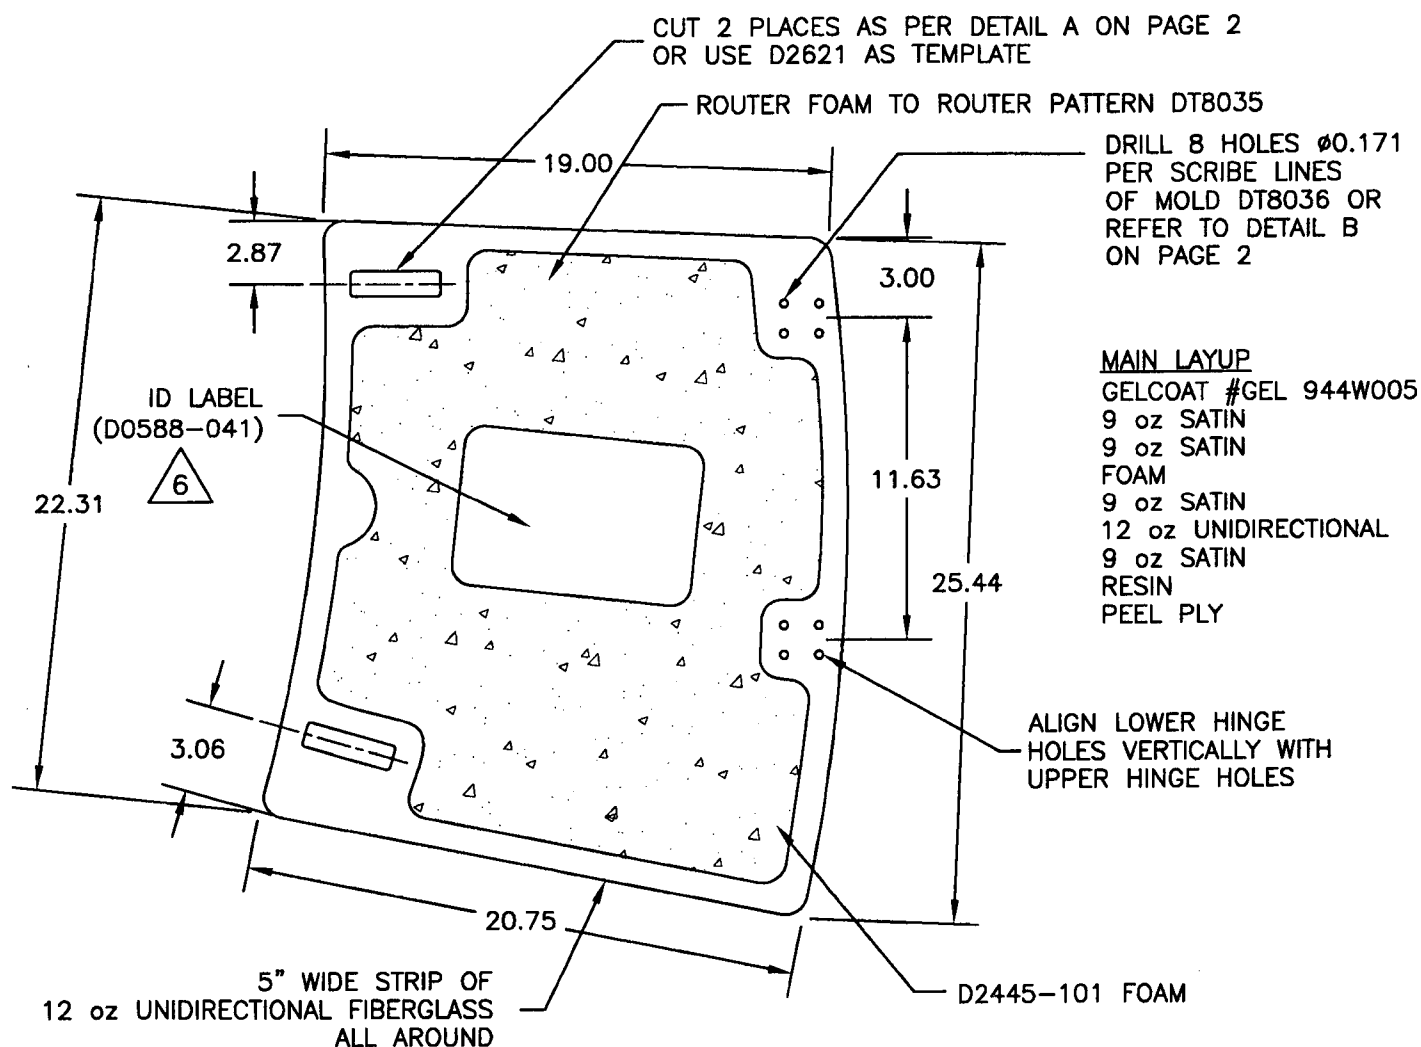 CUT 2 PLACES AS PER DETAIL A ON PAGE 2
OR USE D2621 AS TEMPLATE
ROUTER FOAM TO ROUTER PATTERN DT8035
DRILL 8 HOLES ø0.171
PER SCRIBE LINES
OF MOLD DT8036 OR
REFER TO DETAIL B
ON PAGE 2
19.00
2.87
3.00
MAIN LAYUP
GELCOAT #GEL 944W005
9 oz SATIN
9 oz SATIN
FOAM
9 oz SATIN
12 oz UNIDIRECTIONAL
9 oz SATIN
RESIN
PEEL PLY
ID LABEL
(D0588-041)
6
22.31
11.63
25.44
3.06
ALIGN LOWER HINGE
HOLES VERTICALLY WITH
UPPER HINGE HOLES
20.75
5" WIDE STRIP OF
12 oz UNIDIRECTIONAL FIBERGLASS
ALL AROUND
D2445-101 FOAM